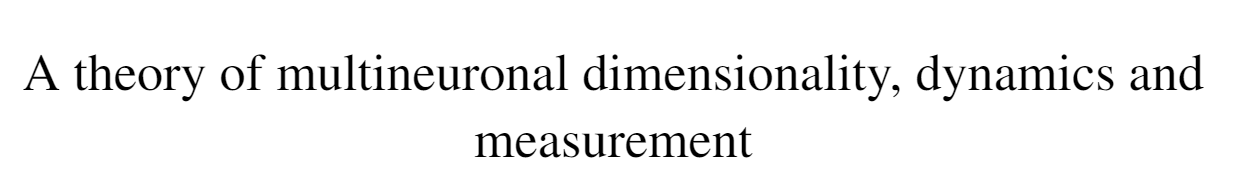 A theory of multineuronal dimensionality, dynamics and
measurement